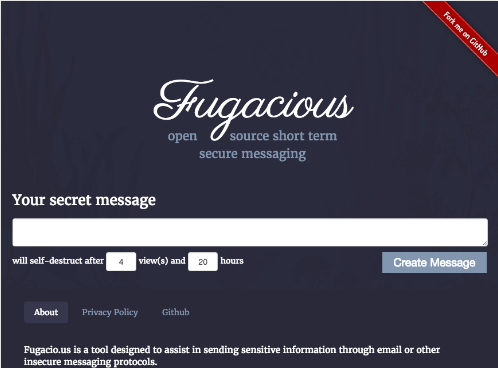 Fork me on GitHub
Fugacious
open source short term
secure messaging
Your secret message
will self-destruct after 4 view(s) and 20 hours
Create Message
About Privacy Policy Github
Fugacio.us is a tool designed to assist in sending sensitive information through email or other
insecure messaging protocols.